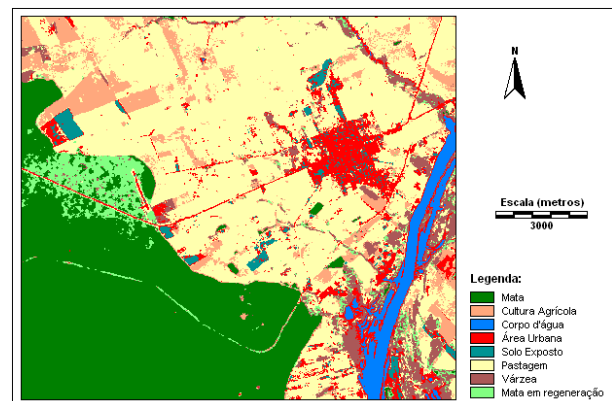 N
Escala (metros)
3000
Legenda:
Mata
Cultura Agrícola
Corpo d'água
Área Urbana
Solo Exposto
Pastagem
Várzea
Mata em regeneração